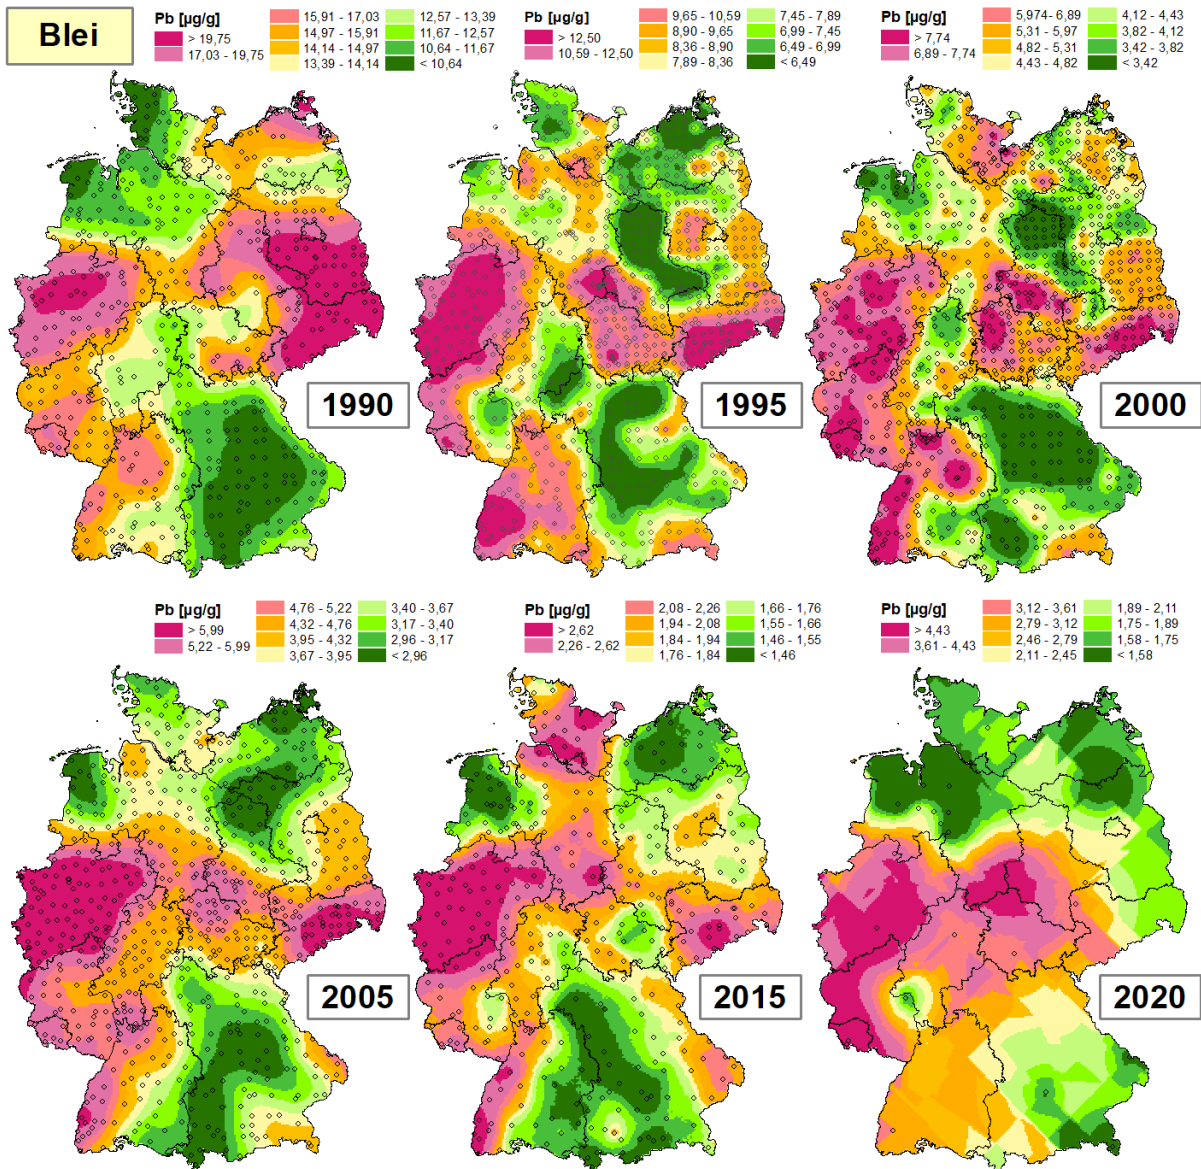 Blei
Pb [µg/g]
> 19,75
17,03 - 19,75
15,91 - 17,03
14,97 - 15,91
14,14 - 14,97
13,39 - 14,14
12,57 - 13,39
11,67 - 12,57
10,64 - 11,67
< 10,64
Pb [µg/g]
> 12,50
10,59 - 12,50
9,65 - 10,59
8,90 - 9,65
8,36 - 8,90
7,89 - 8,36
7,45 - 7,89
6,99 - 7,45
6,49 - 6,99
< 6,49
Pb [µg/g]
> 7,74
6,89 - 7,74
5,974 - 6,89
5,31 - 5,97
4,82 - 5,31
4,43 - 4,82
4,12 - 4,43
3,82 - 4,12
3,42 - 3,82
< 3,42
1990
1995
2000
Pb [µg/g]
> 5,99
5,22 - 5,99
4,76 - 5,22
4,32 - 4,76
3,95 - 4,32
3,67 - 3,95
3,40 - 3,67
3,17 - 3,40
2,96 - 3,17
< 2,96
Pb [µg/g]
> 2,62
2,26 - 2,62
2,08 - 2,26
1,94 - 2,08
1,84 - 1,94
1,76 - 1,84
1,66 - 1,76
1,55 - 1,66
1,46 - 1,55
< 1,46
Pb [µg/g]
> 4,43
3,61 - 4,43
3,12 - 3,61
2,79 - 3,12
2,46 - 2,79
2,11 - 2,45
1,89 - 2,11
1,75 - 1,89
1,58 - 1,75
< 1,58
2005
2015
2020